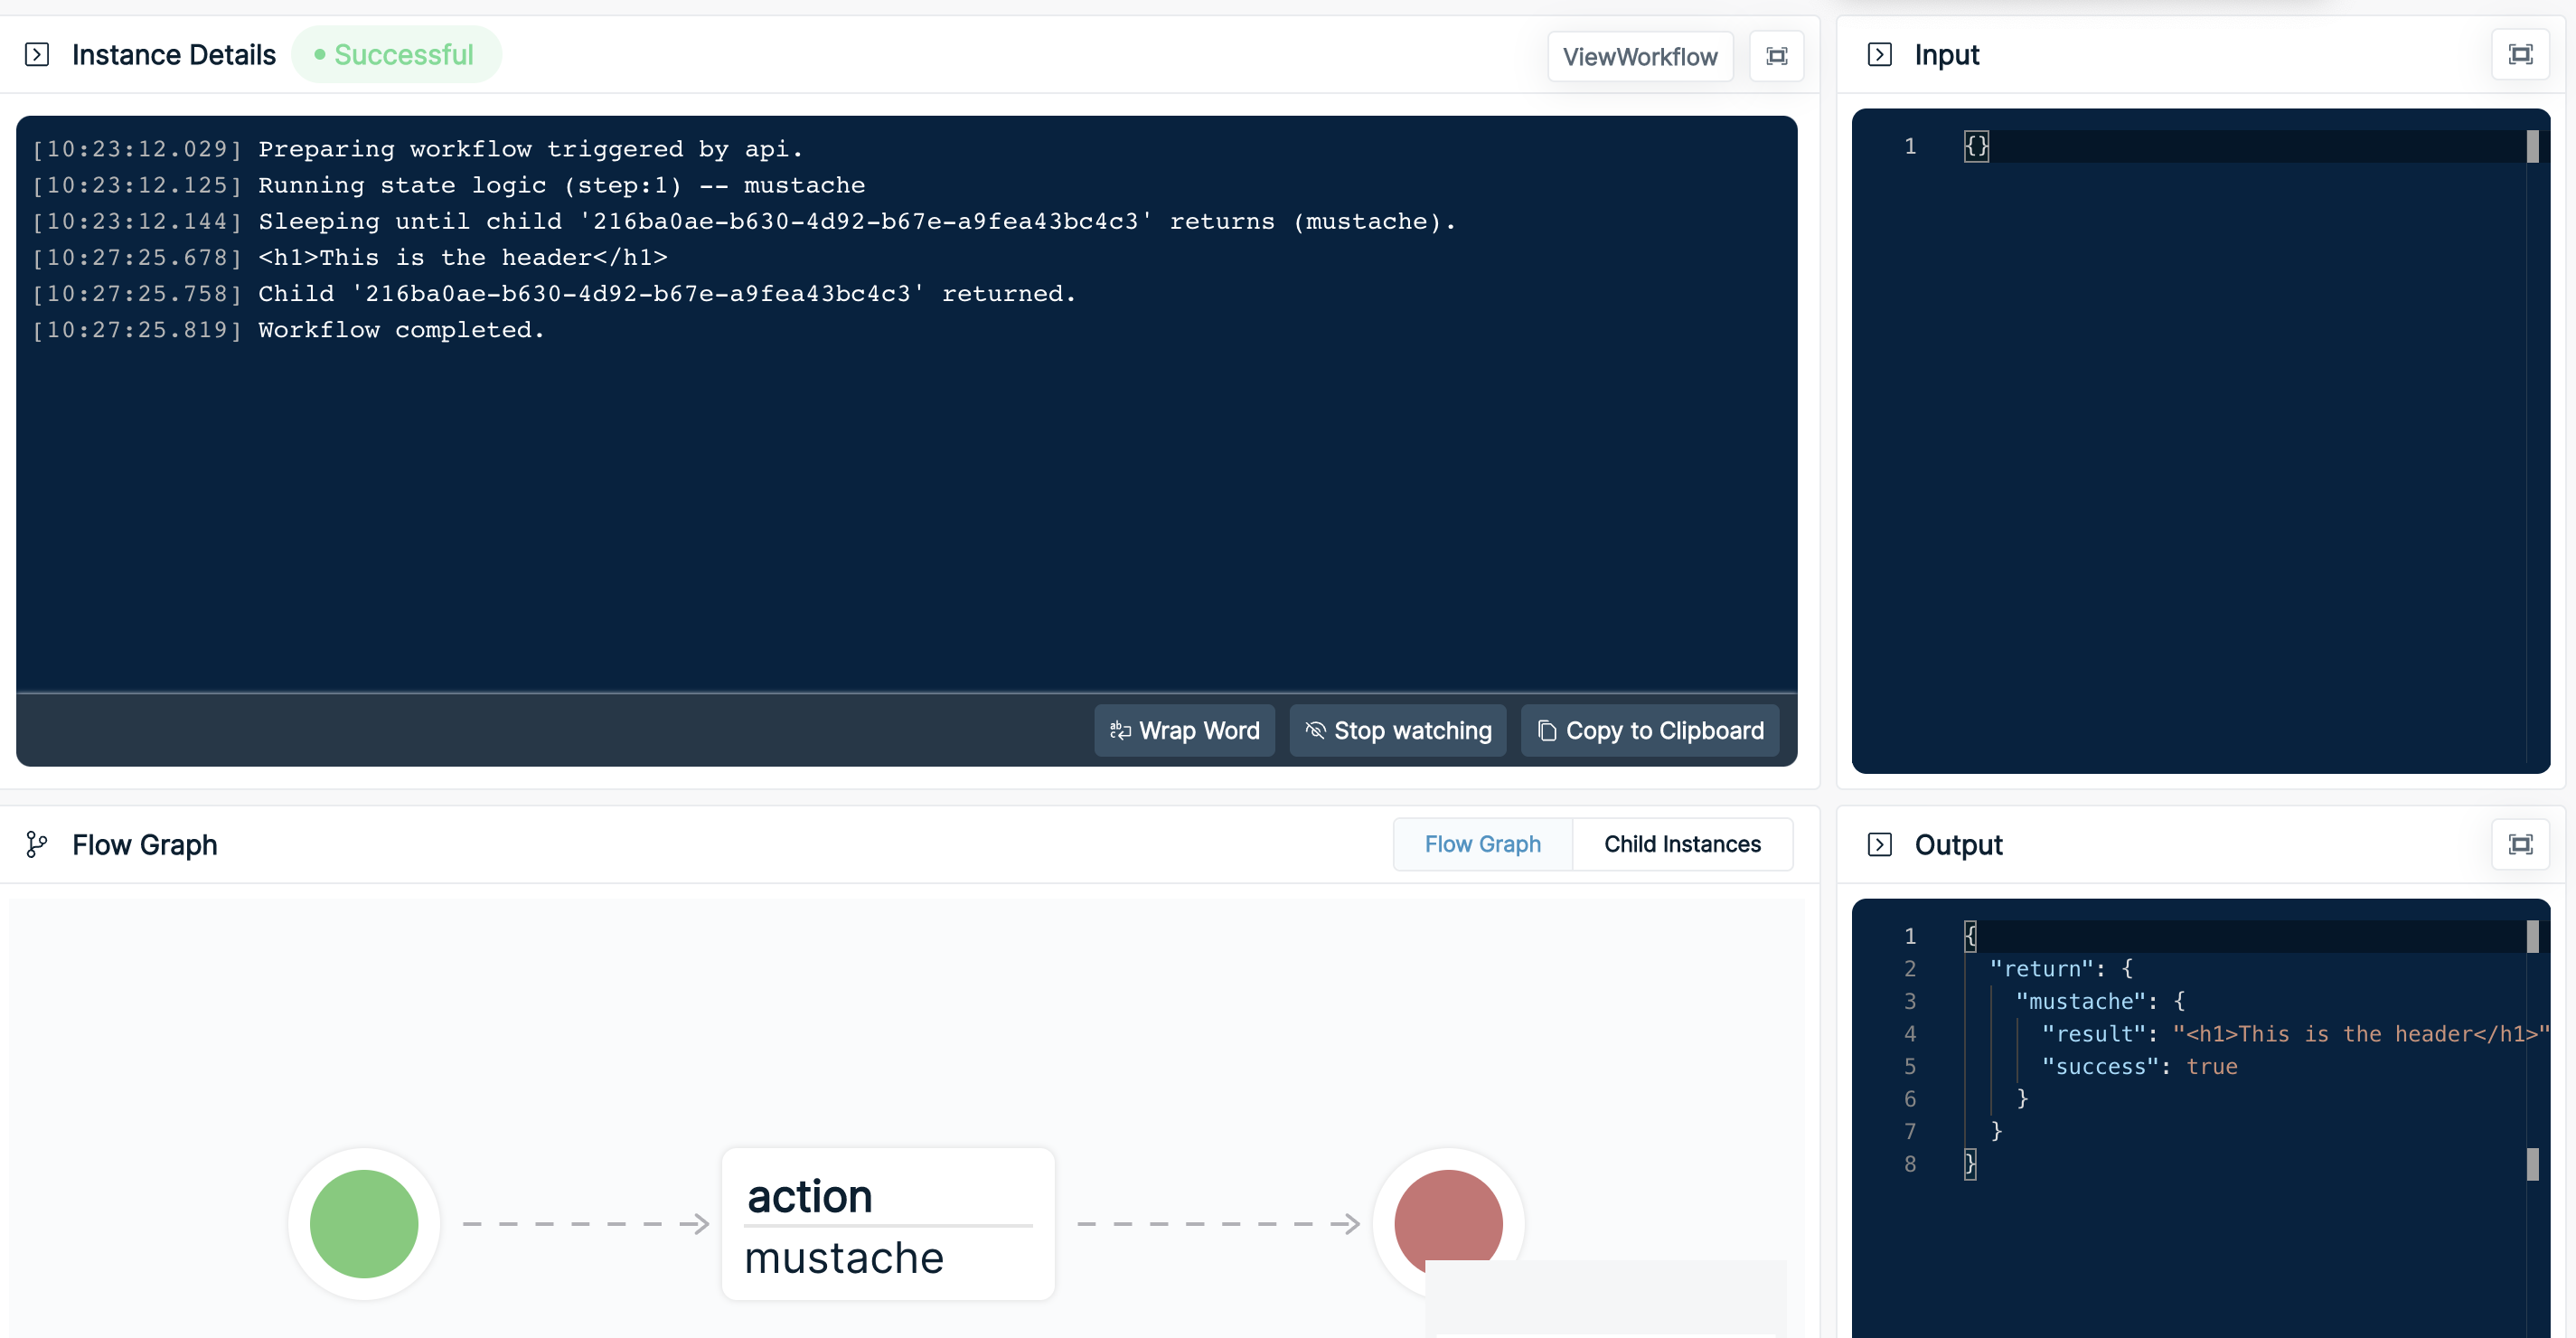 Instance Details
Successful
ViewWorkflow
[10:23:12.029] Preparing workflow triggered by api.
[10:23:12.125] Running state logic (step:1) -- mustache
[10:23:12.144] Sleeping until child '216ba0ae-b630-4d92-b67e-a9fea43bc4c3' returns (mustache).
[10:27:25.678] <h1>This is the header</h1>
[10:27:25.758] Child '216ba0ae-b630-4d92-b67e-a9fea43bc4c3' returned.
[10:27:25.819] Workflow completed.
Wrap Word
Stop watching
Copy to Clipboard
Input
1 {}
Flow Graph
Flow Graph
Child Instances
action
mustache
Output
1 {
2 "return": {
3 "mustache": {
4 "result": "<h1>This is the header</h1>"
5 "success": true
6 }
7 }
8 }